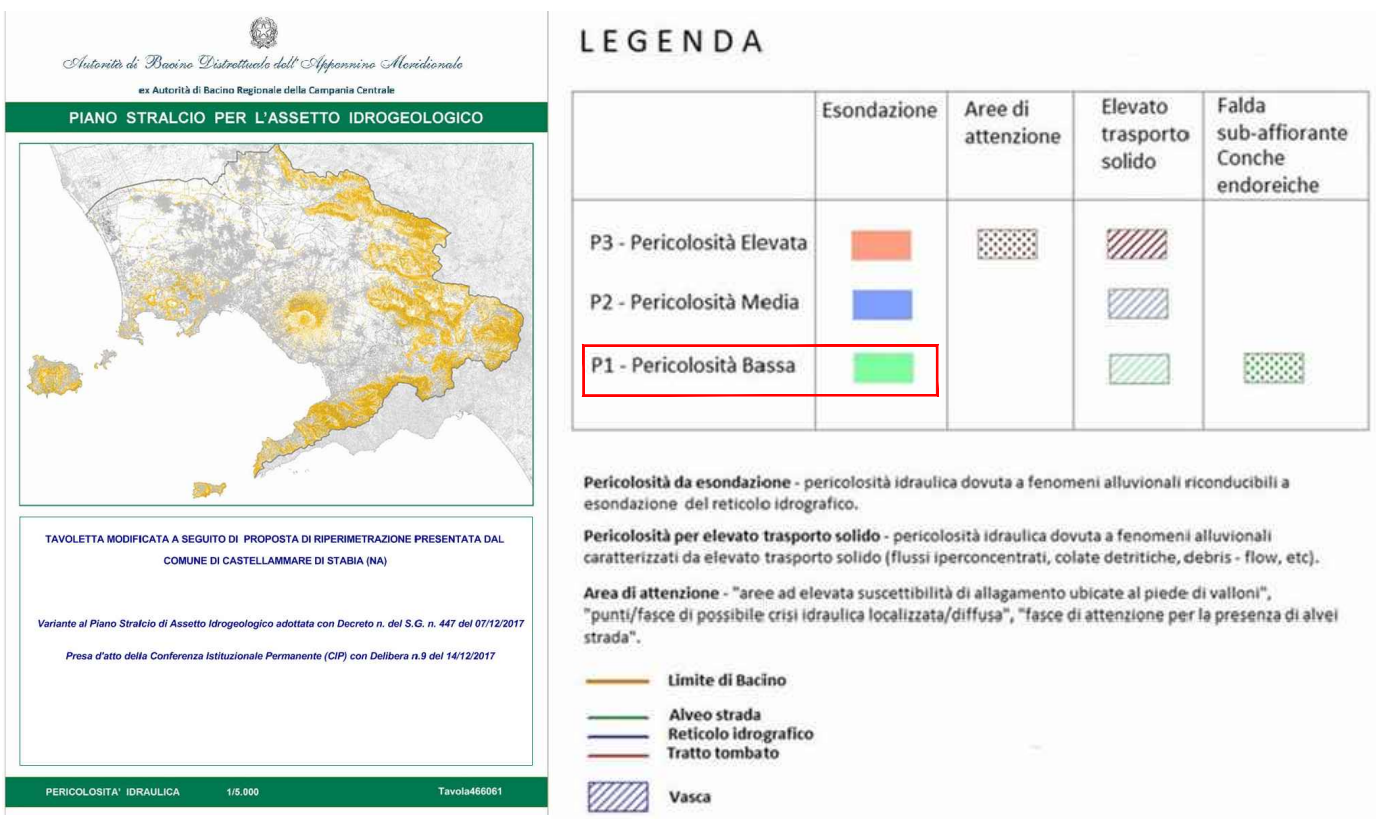 Autorità di Bacino Distrettuale dell'Appennino Meridionale
ex Autorità di Bacino Regionale della Campania Centrale
PIANO STRALCIO PER L'ASSETTO IDROGEOLOGICO
TAVOLETTA MODIFICATA A SEGUITO DI PROPOSTA DI RIPERIMETRAZIONE PRESENTATA DAL
COMUNE DI CASTELLAMMARE DI STABIA (NA)
Variante al Piano Stralcio di Assetto Idrogeologico adottata con Decreto n. del S.G. n. 447 del 07/12/2017
Presa d'atto della Conferenza Istituzionale Permanente (CIP) con Delibera n.9 del 14/12/2017
PERICOLOSITA' IDRAULICA 1/5.000 Tavola466061
LEGENDA
Esondazione
Aree di
attenzione
Elevato
trasporto
solido
Falda
sub-affiorante
Conche
endoreiche
P3 - Pericolosità Elevata
P2 - Pericolosità Media
P1 - Pericolosità Bassa
Pericolosità da esondazione - pericolosità idraulica dovuta a fenomeni alluvionali riconducibili a
esondazione del reticolo idrografico.
Pericolosità per elevato trasporto solido - pericolosità idraulica dovuta a fenomeni alluvionali
caratterizzati da elevato trasporto solido (flussi iperconcentrati, colate detritiche, debris - flow, etc).
Area di attenzione - "aree ad elevata suscettibilità di allagamento ubicate al piede di valloni",
"punti/fasce di possibile crisi idraulica localizzata/diffusa", "fasce di attenzione per la presenza di alvei
strada".
Limite di Bacino
Alveo strada
Reticolo idrografico
Tratto tombato
Vasca